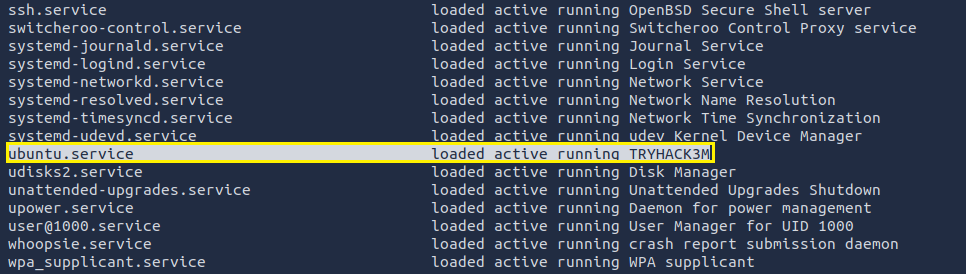 ssh.service loaded active running OpenBSD Secure Shell server
switcheroo-control.service loaded active running Switcheroo Control Proxy service
systemd-journald.service loaded active running Journal Service
systemd-logind.service loaded active running Login Service
systemd-networkd.service loaded active running Network Service
systemd-resolved.service loaded active running Network Name Resolution
systemd-timesyncd.service loaded active running Network Time Synchronization
systemd-udevd.service loaded active running udev Kernel Device Manager
ubuntu.service loaded active running TRYHACK3M
udisks2.service loaded active running Disk Manager
unattended-upgrades.service loaded active running Unattended Upgrades Shutdown
upower.service loaded active running Daemon for power management
user@1000.service loaded active running User Manager for UID 1000
whoopsie.service loaded active running crash report submission daemon
wpa_supplicant.service loaded active running WPA supplicant